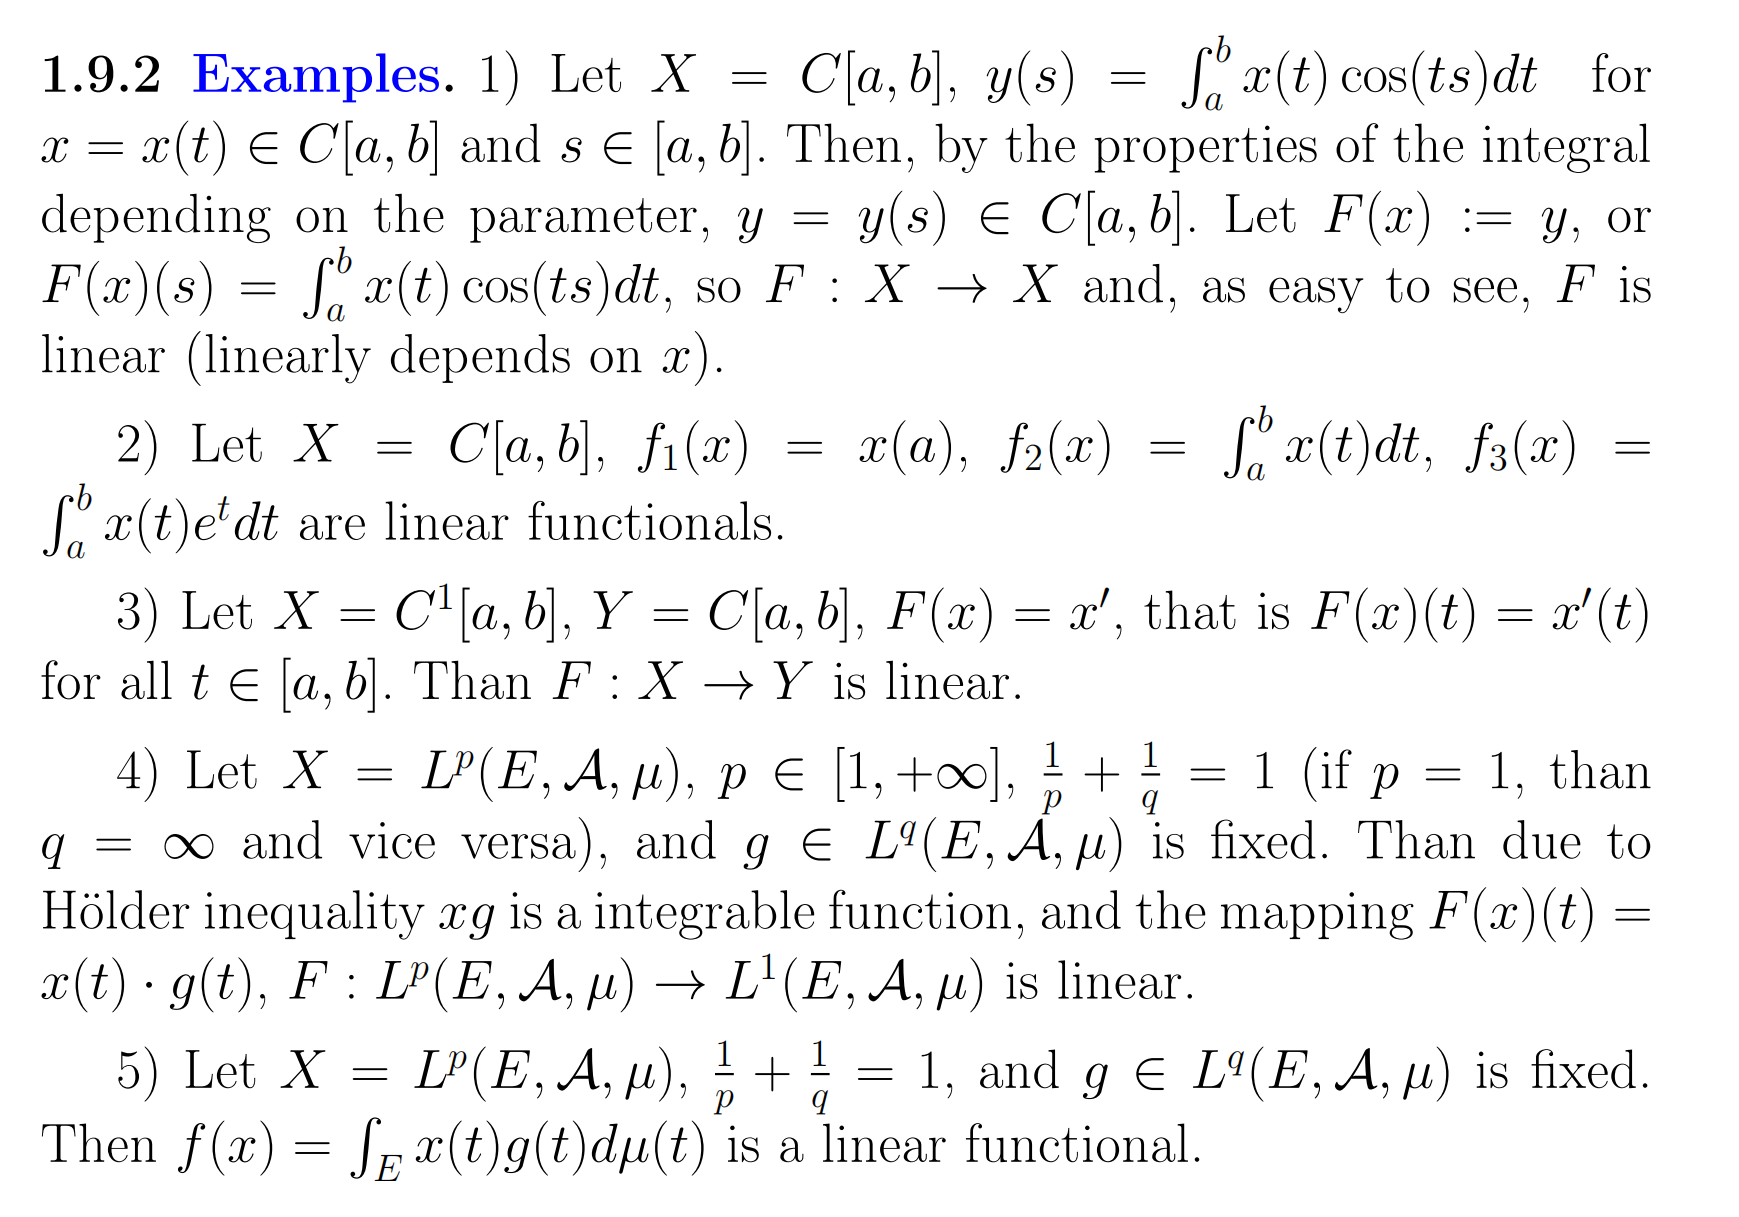 1.9.2 Examples. 1) Let X = C[a, b], y(s) = ∫_a^b x(t) cos(ts)dt for
x = x(t) ∈ C[a, b] and s ∈ [a, b]. Then, by the properties of the integral
depending on the parameter, y = y(s) ∈ C[a, b]. Let F(x) := y, or
F(x)(s) = ∫_a^b x(t) cos(ts)dt, so F : X → X and, as easy to see, F is
linear (linearly depends on x).
2) Let X = C[a, b], f_1(x) = x(a), f_2(x) = ∫_a^b x(t)dt, f_3(x) =
∫_a^b x(t)e^t dt are linear functionals.
3) Let X = C^1[a, b], Y = C[a, b], F(x) = x′, that is F(x)(t) = x′(t)
for all t ∈ [a, b]. Than F : X → Y is linear.
4) Let X = L^p(E, 𝒜, μ), p ∈ [1, +∞], 1/p + 1/q = 1 (if p = 1, than
q = ∞ and vice versa), and g ∈ L^q(E, 𝒜, μ) is fixed. Than due to
Hölder inequality xg is a integrable function, and the mapping F(x)(t) =
x(t) · g(t), F : L^p(E, 𝒜, μ) → L^1(E, 𝒜, μ) is linear.
5) Let X = L^p(E, 𝒜, μ), 1/p + 1/q = 1, and g ∈ L^q(E, 𝒜, μ) is fixed.
Then f(x) = ∫_E x(t)g(t)dμ(t) is a linear functional.